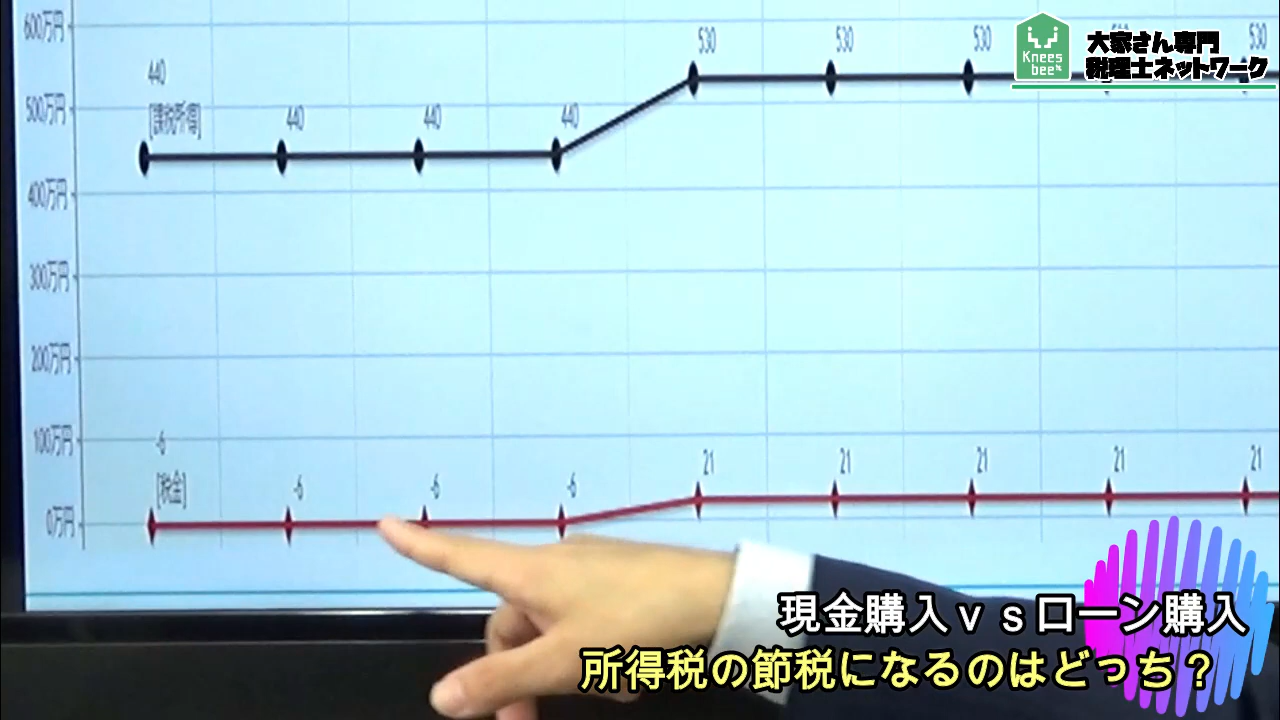 600万円
500万円
400万円
300万円
200万円
100万円
0万円
440
[課税所得]
440
440
440
530
530
530
530
-6
[税金]
-6
-6
-6
21
21
21
21
21
Knees
bee
大家さん専門
税理士ネットワーク
現金購入ｖｓローン購入
所得税の節税になるのはどっち？